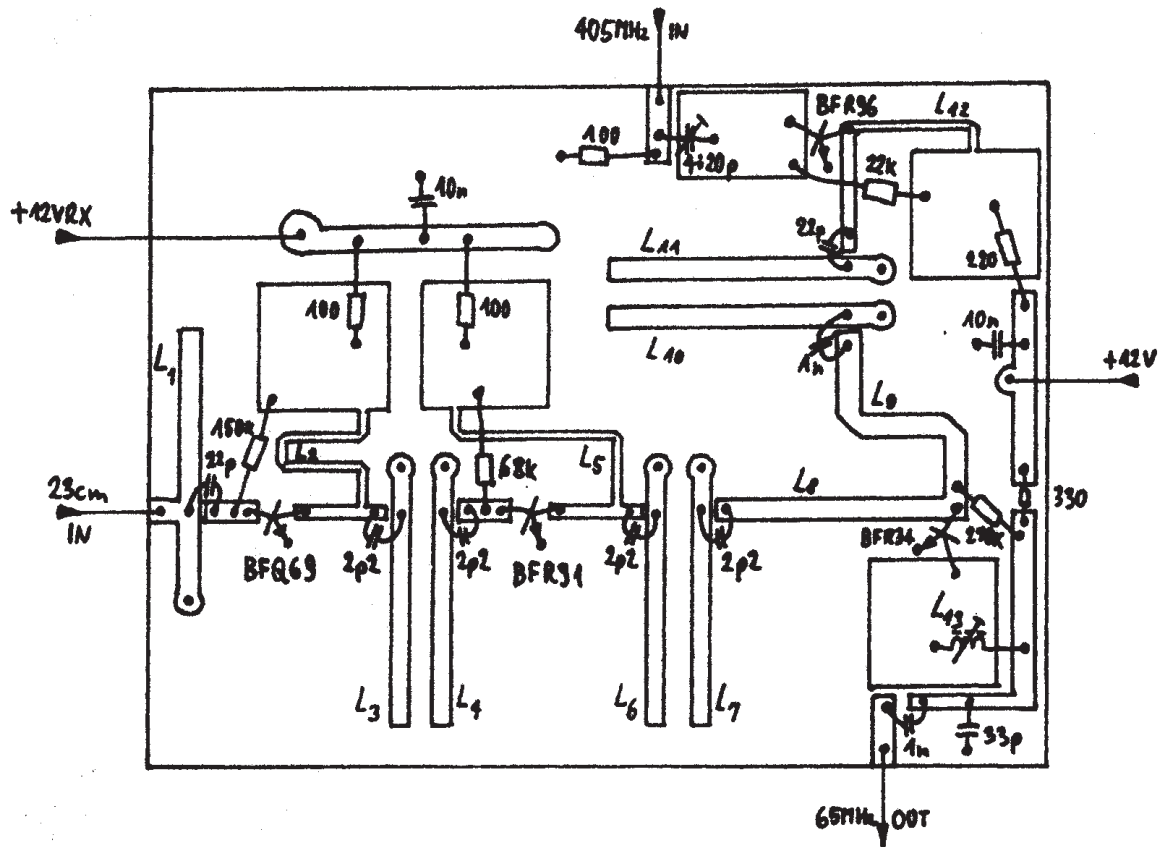 405MHz IN
BFR96
L12
100
4÷20p
22k
10n
+12VRX
22p
L11
220
100
100
10n
L10
1n
+12V
L1
L9
150k
L2
68k
L5
22p
23cm
IN
L8
330
BFR34
BFQ69
2p2
2p2
BFR91
2p2
2p2
L13
L3
L4
L6
L7
1n
33p
65MHz OUT